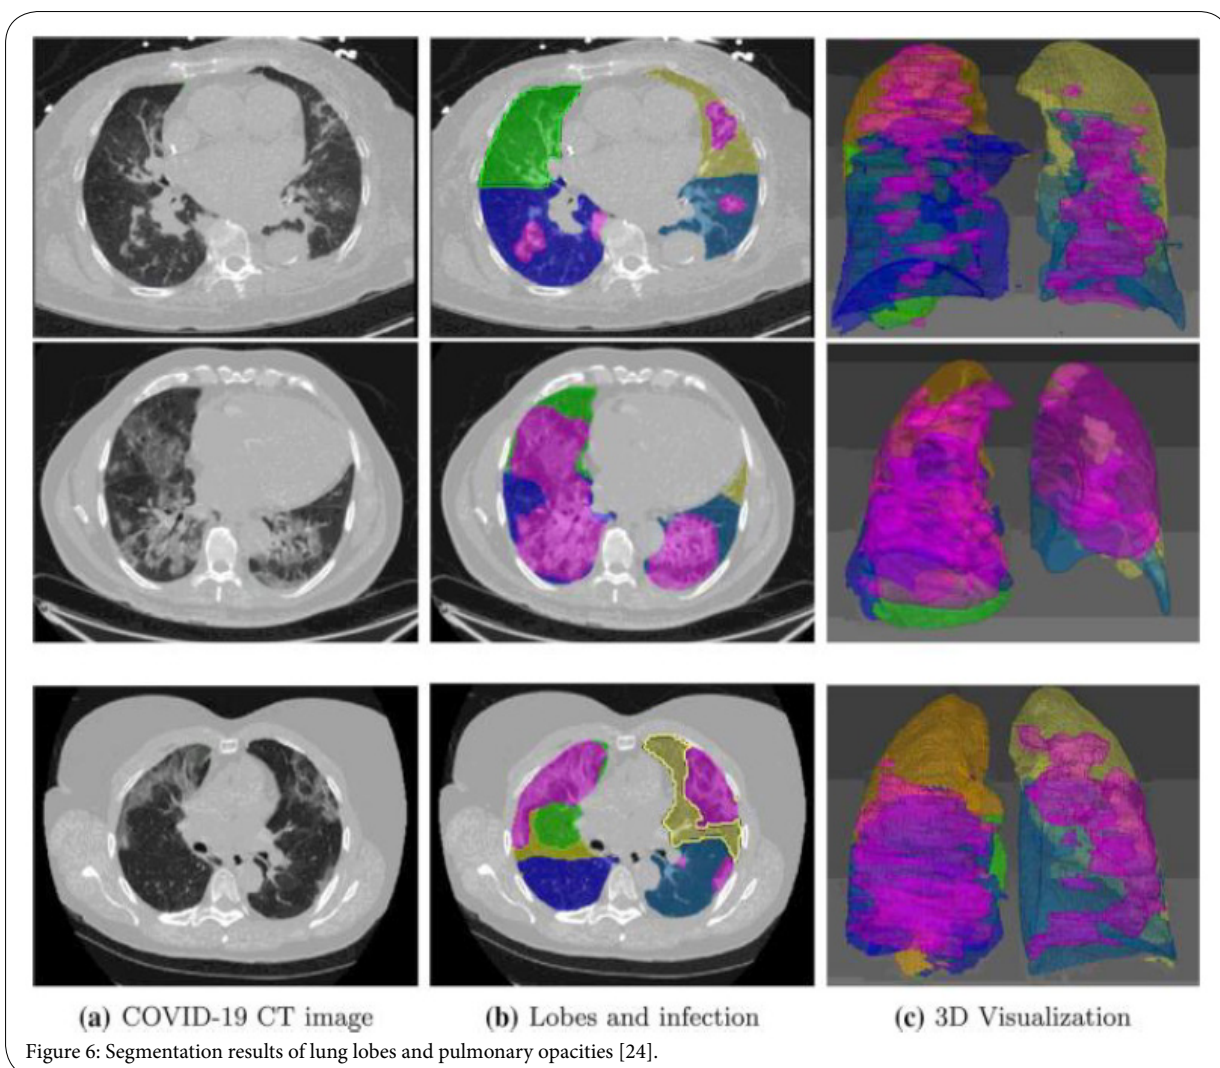 (a) COVID-19 CT image (b) Lobes and infection (c) 3D Visualization
Figure 6: Segmentation results of lung lobes and pulmonary opacities [24].